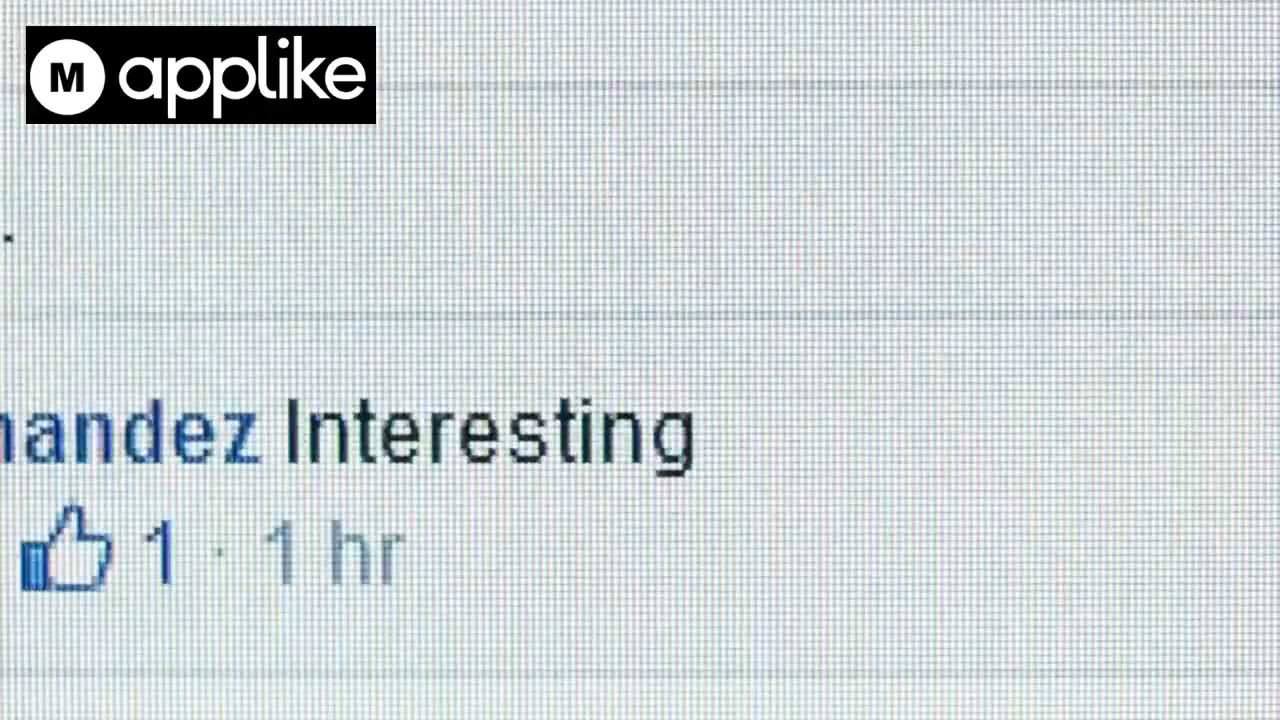 M applike
.
nandez Interesting
1 · 1 hr